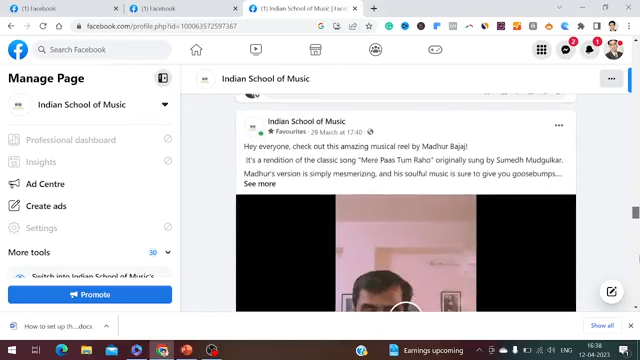 (1) Facebook
(1) Facebook
(1) Indian School of Music | Faceb
facebook.com/profile.php?id=100063572597367
Search Facebook
2
1
Manage Page
Indian School of Music
Indian School of Music
Professional dashboard
Insights
Ad Centre
Create ads
Settings
More tools
30
Switch into Indian School of Music's
Promote
Indian School of Music
Favourites · 29 March at 17:40 ·
Hey everyone, check out this amazing musical reel by Madhur Bajaj!
It's a rendition of the classic song "Mere Paas Tum Raho" originally sung by Sumedh Mudgulkar.
Madhur's version is simply mesmerizing, and his soulful music is sure to give you goosebumps....
See more
How to set up th....docx
Show all
Earnings upcoming
ENG
16:38
12-04-2023